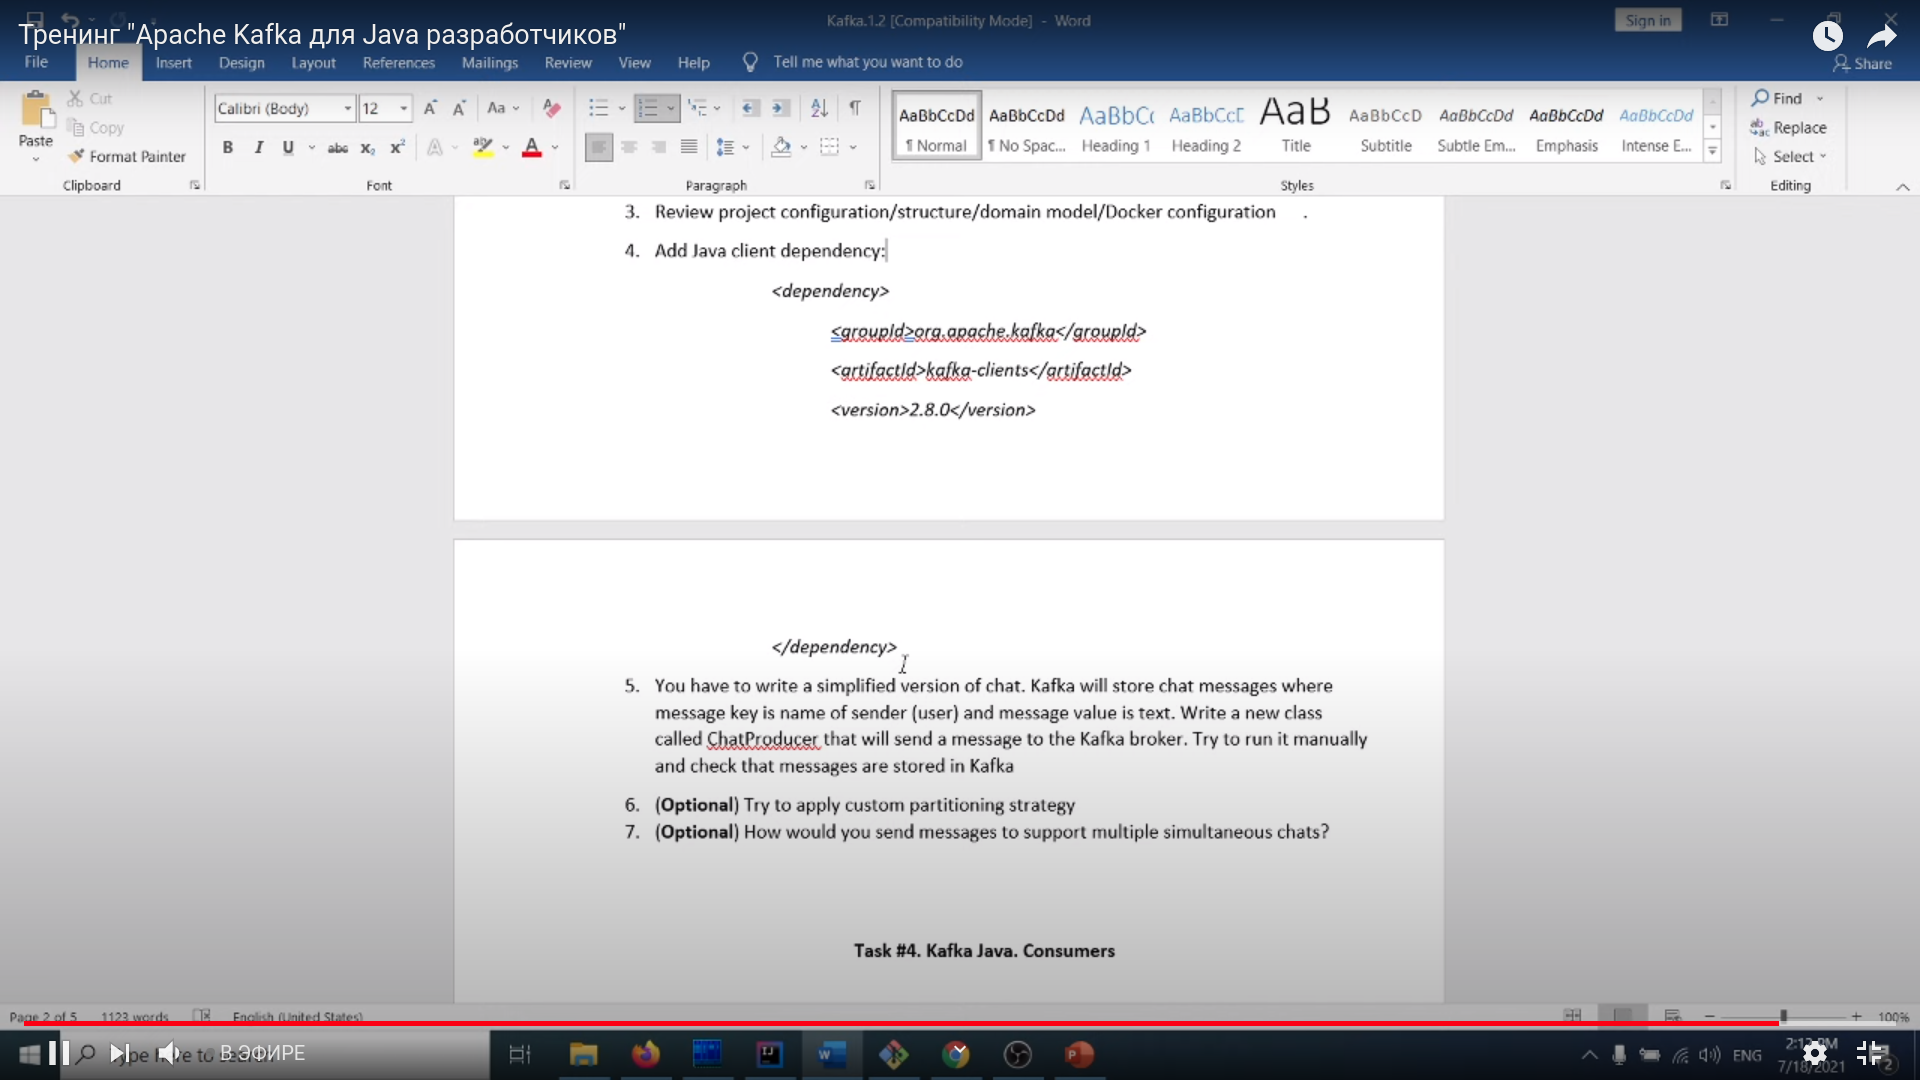 Kafka.1.2 [Compatibility Mode] - Word
Sign in
Тренинг "Apache Kafka для Java разработчиков"
File Home Insert Design Layout References Mailings Review View Help Tell me what you want to do Share
Cut
Copy
Paste
Format Painter
Calibri (Body) 12
AaBbCcDd AaBbCcDd AaBbCc AaBbCcE AaB AaBbCcD AaBbCcDd AaBbCcDd AaBbCcDd
¶ Normal ¶ No Spac... Heading 1 Heading 2 Title Subtitle Subtle Em... Emphasis Intense E...
Find
Replace
Select
Clipboard Font Paragraph Styles Editing
3. Review project configuration/structure/domain model/Docker configuration .
4. Add Java client dependency:
<dependency>
<groupId>org.apache.kafka</groupId>
<artifactId>kafka-clients</artifactId>
<version>2.8.0</version>
</dependency>
5. You have to write a simplified version of chat. Kafka will store chat messages where
message key is name of sender (user) and message value is text. Write a new class
called ChatProducer that will send a message to the Kafka broker. Try to run it manually
and check that messages are stored in Kafka
6. (Optional) Try to apply custom partitioning strategy
7. (Optional) How would you send messages to support multiple simultaneous chats?
Task #4. Kafka Java. Consumers
Page 2 of 5 1123 words English (United States) 100%
В ЭФИРЕ
ENG
7/18/2021